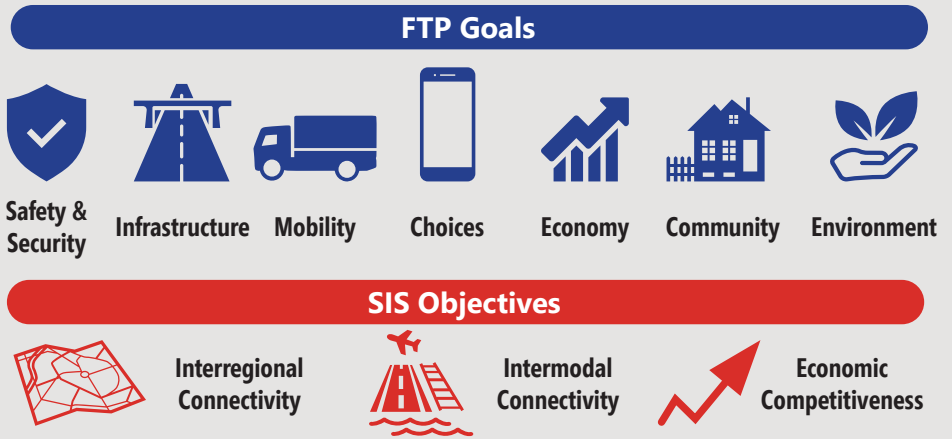 FTP Goals
Safety &
Security
Infrastructure
Mobility
Choices
Economy
Community
Environment
SIS Objectives
Interregional
Connectivity
Intermodal
Connectivity
Economic
Competitiveness